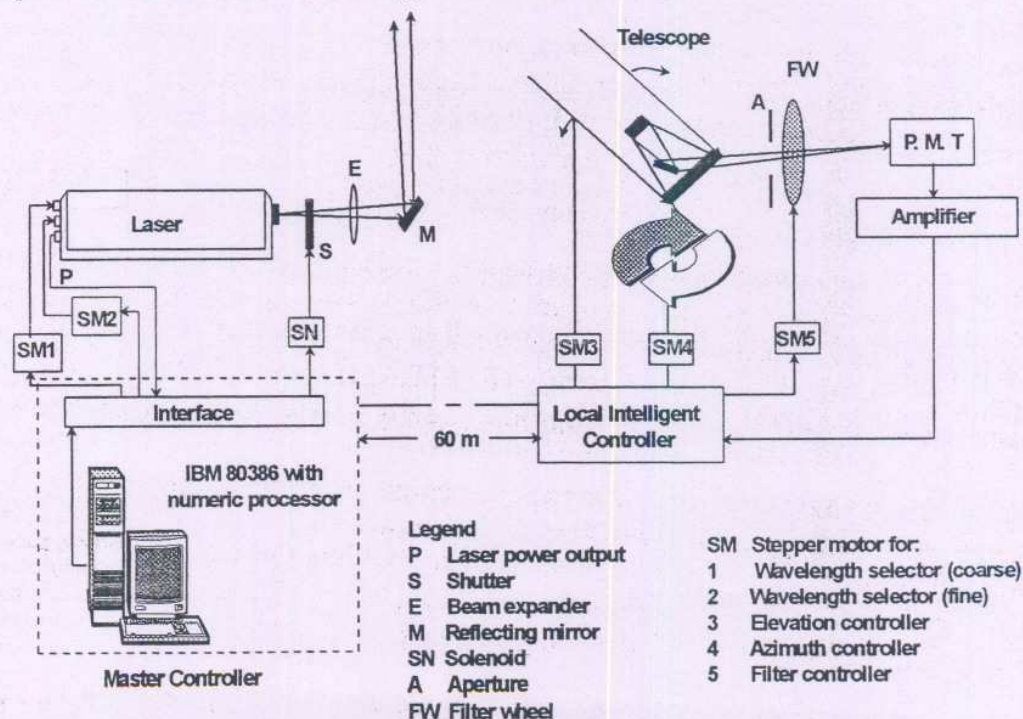 Telescope
FW
A
P. M. T
E
Laser
Amplifier
S
M
P
SM2
SN
SM1
SM3
SM4
SM5
Interface
Local Intelligent
Controller
60 m
IBM 80386 with
numeric processor
Master Controller
Legend
P Laser power output
S Shutter
E Beam expander
M Reflecting mirror
SN Solenoid
A Aperture
FW Filter wheel
SM Stepper motor for:
1 Wavelength selector (coarse)
2 Wavelength selector (fine)
3 Elevation controller
4 Azimuth controller
5 Filter controller